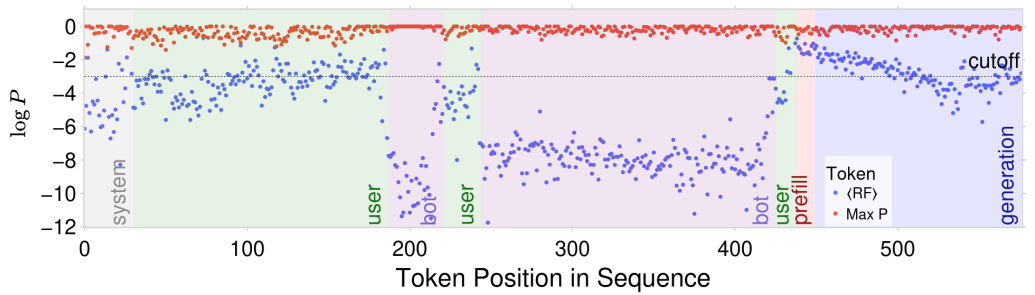 0
−2
−4
−6
−8
−10
−12
log P
cutoff
system
user
bot
user
bot
user
prefill
generation
Token
⟨RF⟩
Max P
0
100
200
300
400
500
Token Position in Sequence